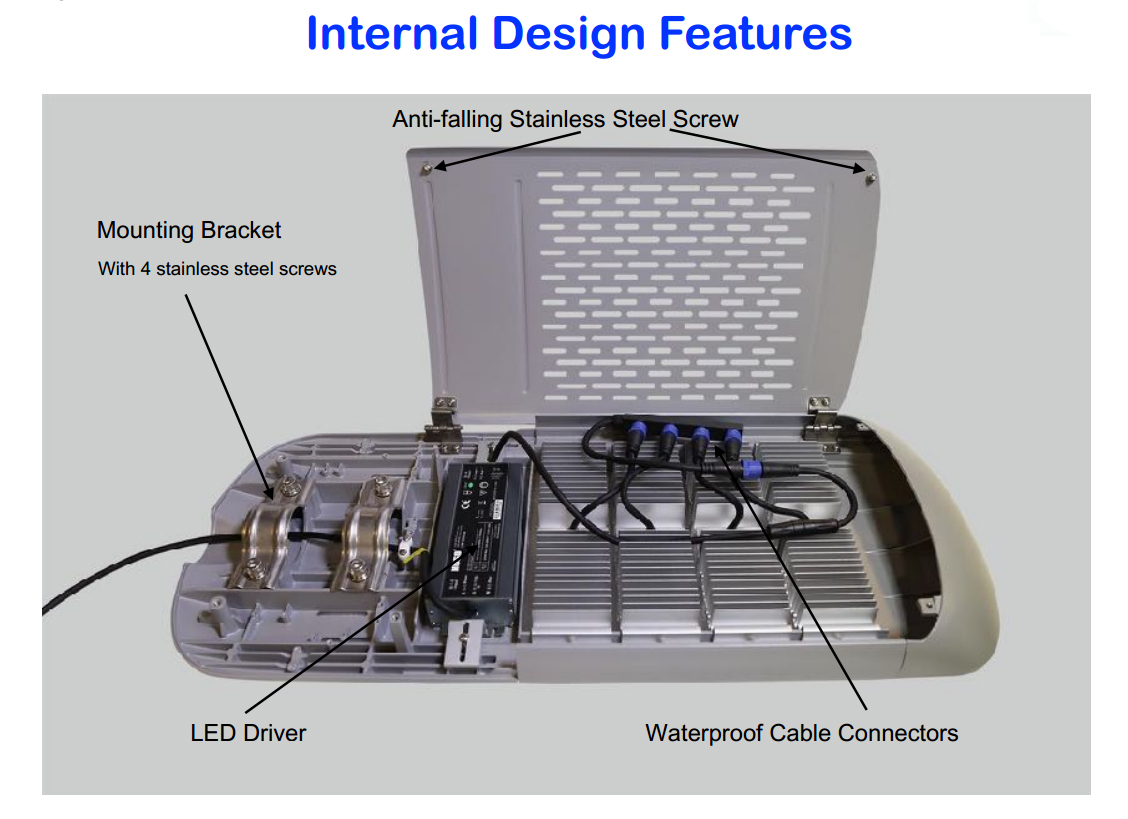 Internal Design Features
Anti-falling Stainless Steel Screw
Mounting Bracket
With 4 stainless steel screws
LED Driver
Waterproof Cable Connectors